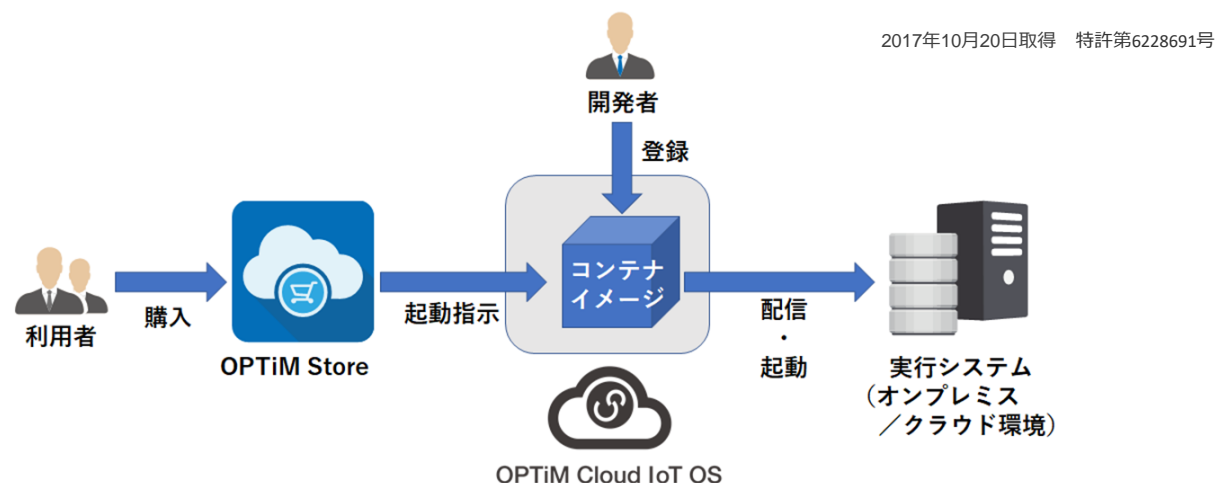 2017年10月20日取得　特許第6228691号
開発者
登録
コンテナ
イメージ
利用者
購入
OPTiM Store
起動指示
配信
・
起動
実行システム
（オンプレミス
／クラウド環境）
OPTiM Cloud IoT OS